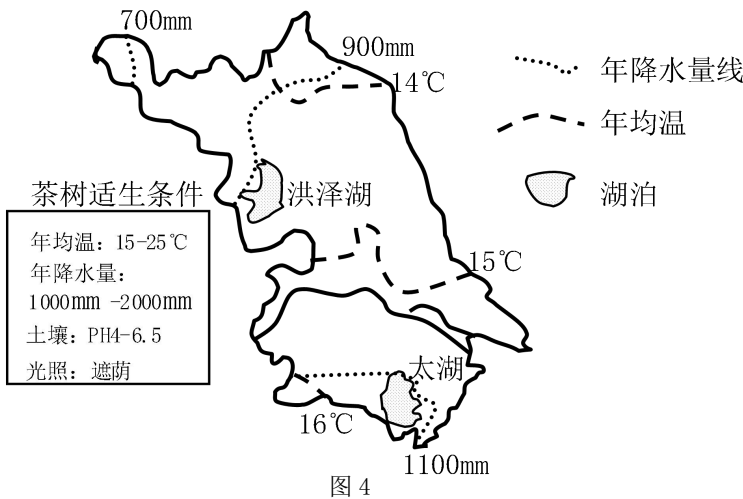 700mm
900mm
14℃
年降水量线
年均温
湖泊
洪泽湖
茶树适生条件
年均温：15-25℃
年降水量：
1000mm -2000mm
土壤：PH4-6.5
光照：遮荫
15℃
太湖
16℃
1100mm
图 4